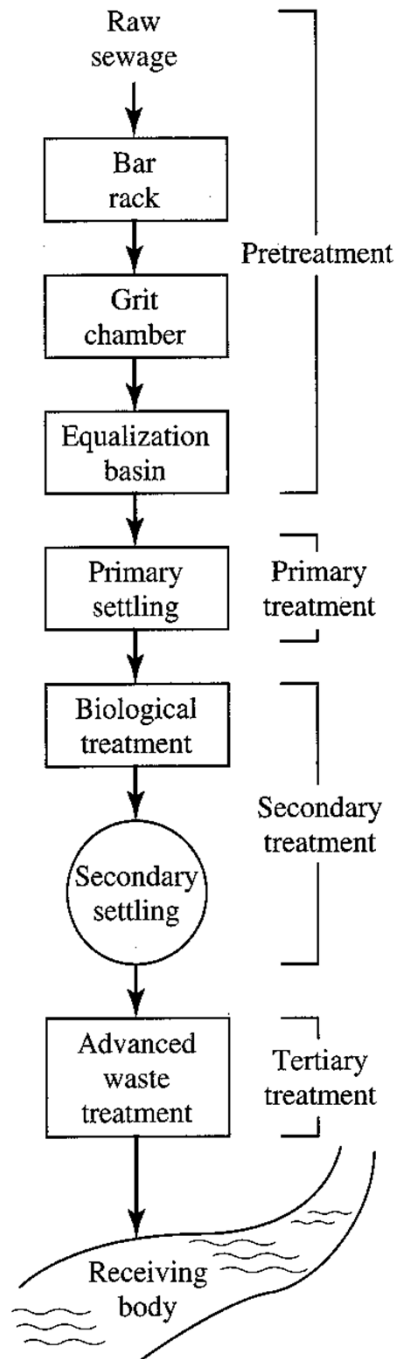 Raw
sewage
Bar
rack
Pretreatment
Grit
chamber
Equalization
basin
Primary
settling
Primary
treatment
Biological
treatment
Secondary
treatment
Secondary
settling
Advanced
waste
treatment
Tertiary
treatment
Receiving
body